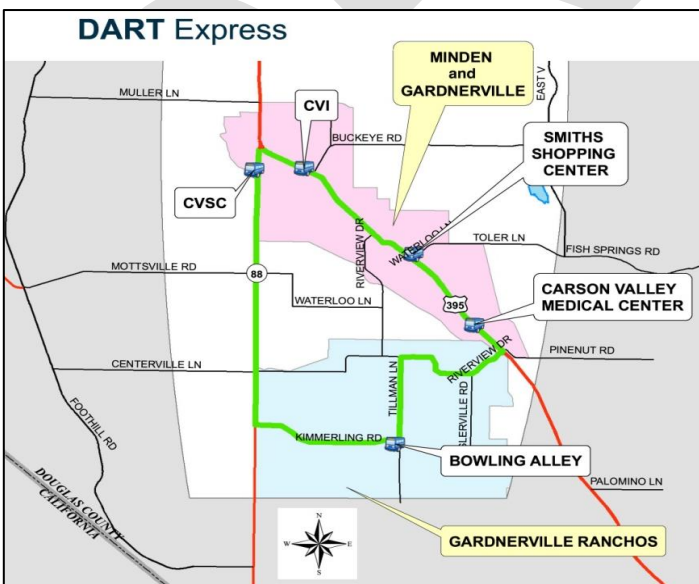 DART Express
MULLER LN
CVI
MINDEN
and
GARDNERVILLE
EAST V
BUCKEYE RD
SMITHS
SHOPPING
CENTER
CVSC
RIVERVIEW DR
WATERLOO LN
TOLER LN
FISH SPRINGS RD
MOTTSVILLE RD
88
WATERLOO LN
395
CARSON VALLEY
MEDICAL CENTER
CENTERVILLE LN
RIVERVIEW DR
PINENUT RD
TILLMAN LN
SLERVILLE RD
FOOTHILL RD
KIMMERLING RD
BOWLING ALLEY
PALOMINO LN
DOUGLAS COUNTY
CALIFORNIA
N
W
E
S
GARDNERVILLE RANCHOS